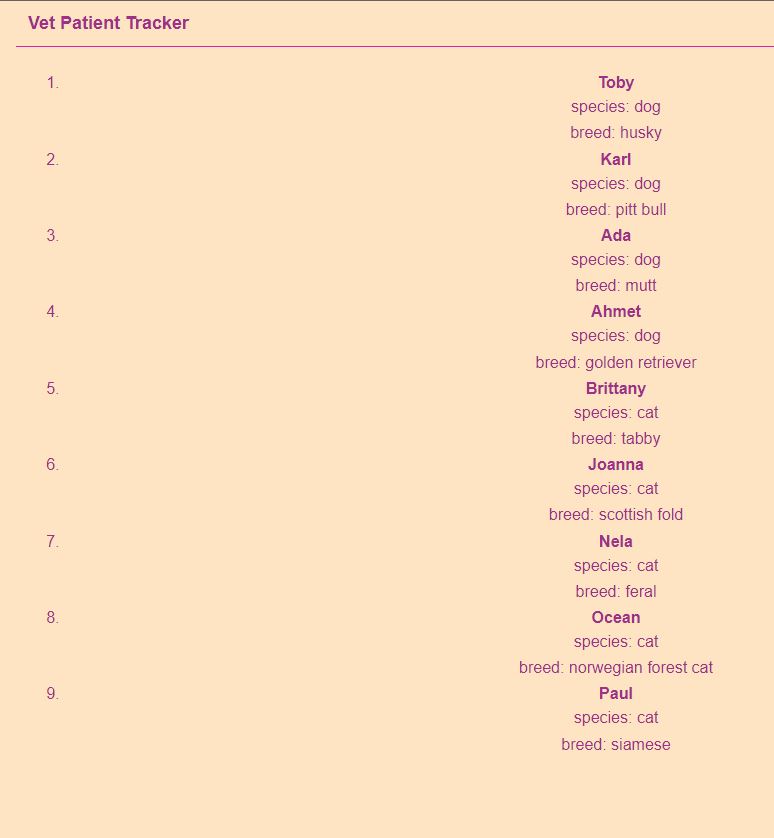 Vet Patient Tracker
1. Toby
species: dog
breed: husky
2. Karl
species: dog
breed: pitt bull
3. Ada
species: dog
breed: mutt
4. Ahmet
species: dog
breed: golden retriever
5. Brittany
species: cat
breed: tabby
6. Joanna
species: cat
breed: scottish fold
7. Nela
species: cat
breed: feral
8. Ocean
species: cat
breed: norwegian forest cat
9. Paul
species: cat
breed: siamese